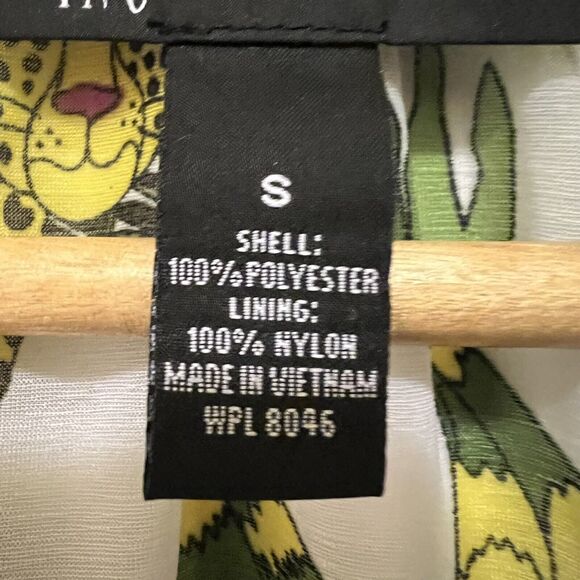 S
SHELL:
100% POLYESTER
LINING:
100% NYLON
MADE IN VIETNAM
WPL 8046